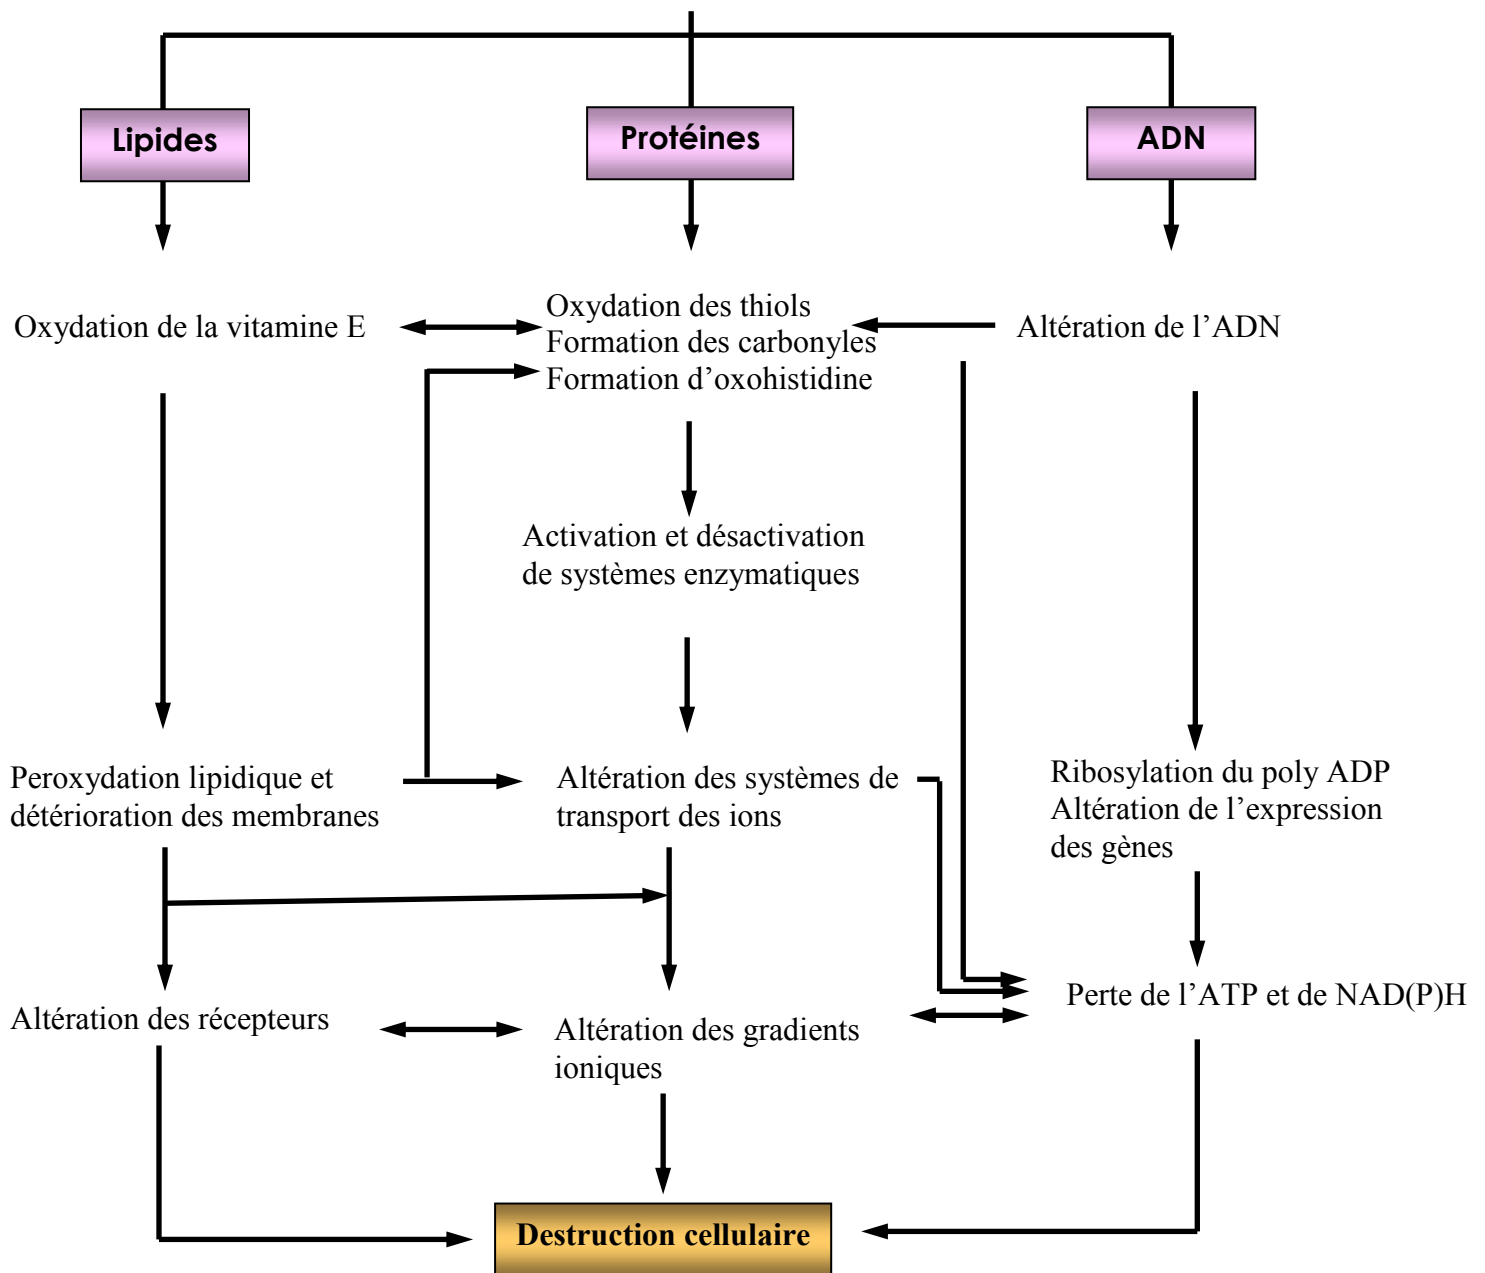 Lipides
Protéines
ADN
Oxydation de la vitamine E
Oxydation des thiols
Formation des carbonyles
Formation d’oxohistidine
Altération de l’ADN
Activation et désactivation
de systèmes enzymatiques
Peroxydation lipidique et
détérioration des membranes
Altération des systèmes de
transport des ions
Ribosylation du poly ADP
Altération de l’expression
des gènes
Altération des récepteurs
Altération des gradients
ioniques
Perte de l’ATP et de NAD(P)H
Destruction cellulaire